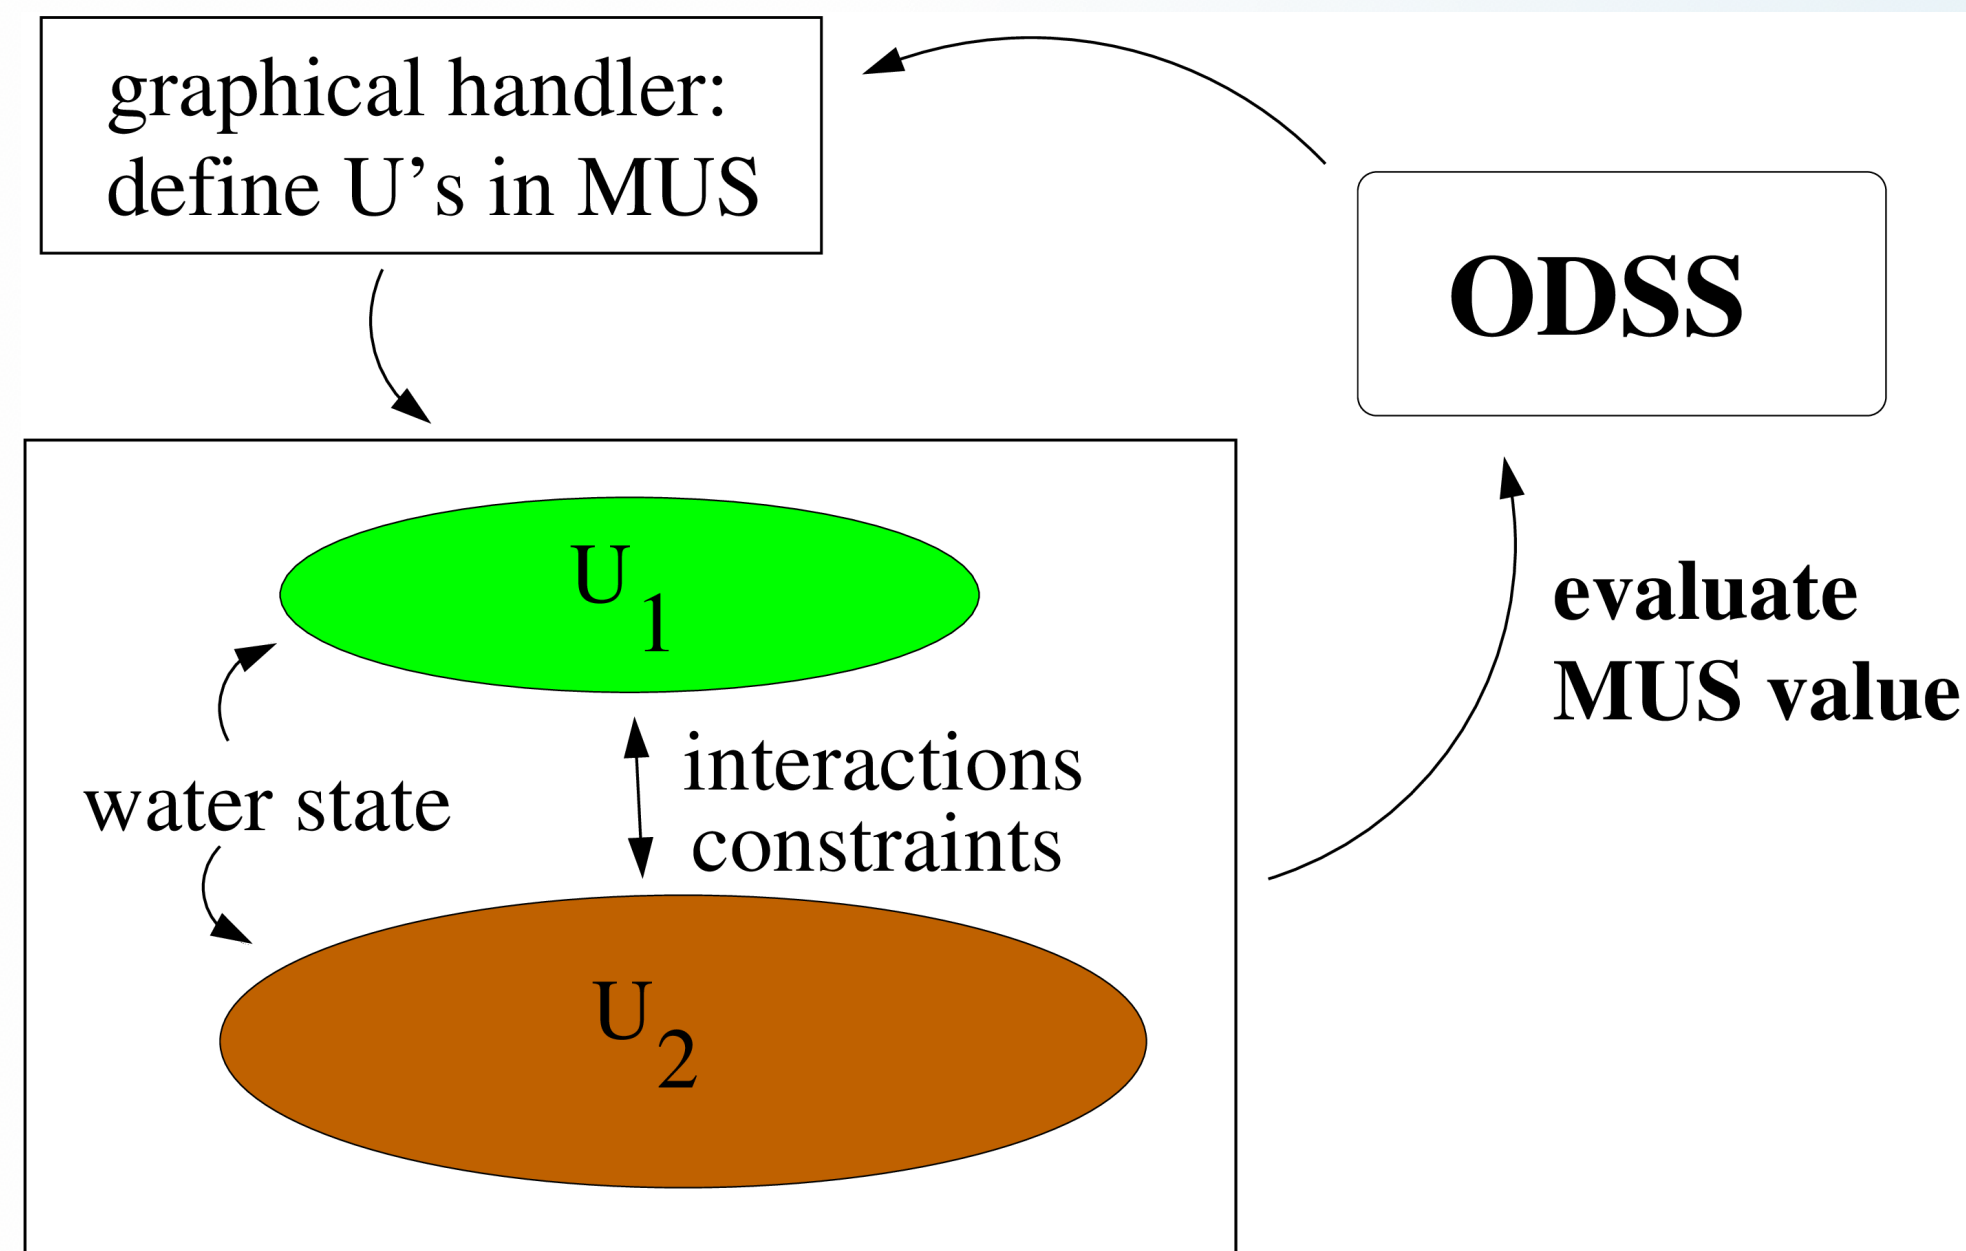 graphical handler:
define U's in MUS
ODSS
U1
evaluate
MUS value
interactions
constraints
water state
U2